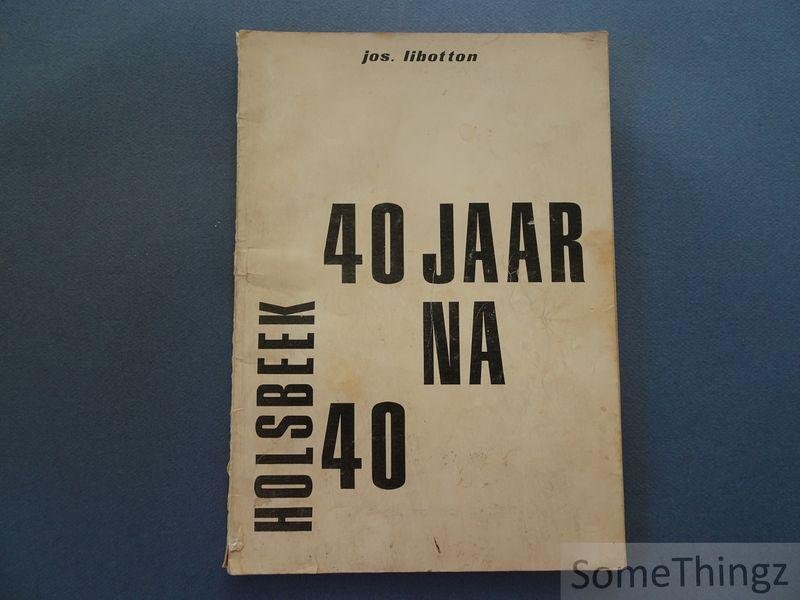 jos. libotton
40 JAAR
NA
40
HOLSBEEK
SomeThingz